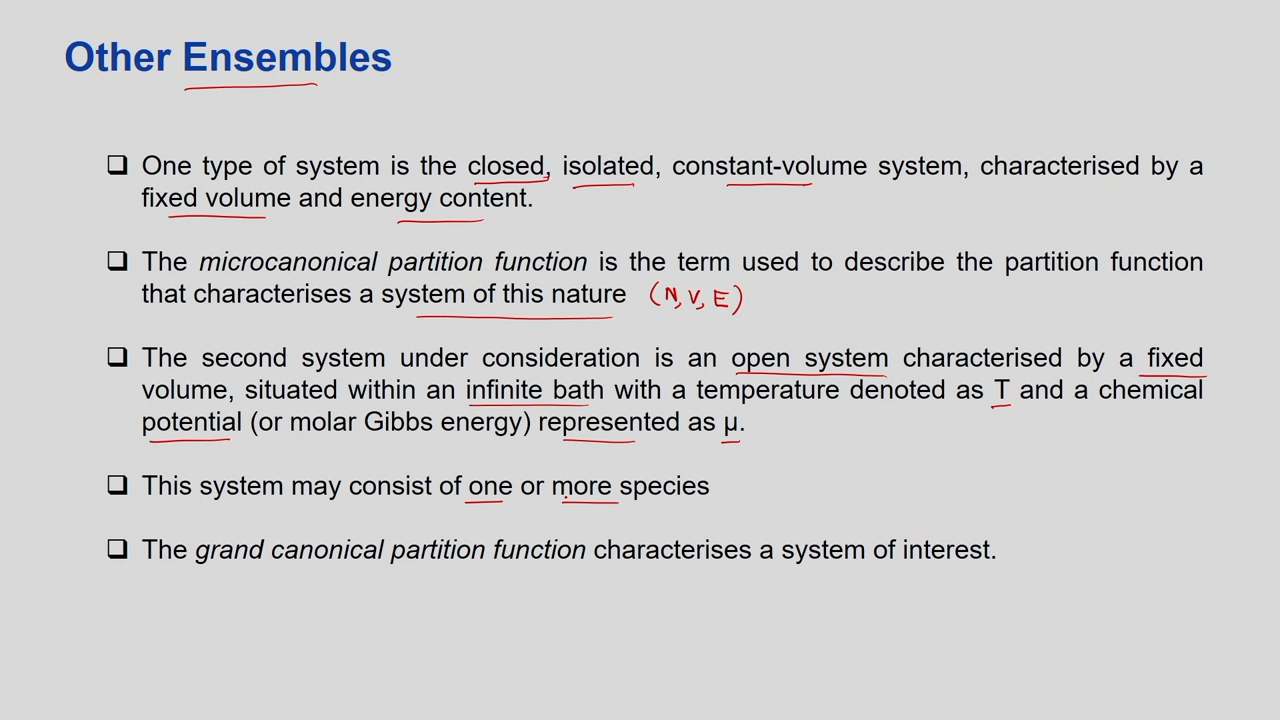 Other Ensembles
❑ One type of system is the closed, isolated, constant-volume system, characterised by a
fixed volume and energy content.
❑ The microcanonical partition function is the term used to describe the partition function
that characterises a system of this nature (N, V, E)
❑ The second system under consideration is an open system characterised by a fixed
volume, situated within an infinite bath with a temperature denoted as T and a chemical
potential (or molar Gibbs energy) represented as μ.
❑ This system may consist of one or more species
❑ The grand canonical partition function characterises a system of interest.